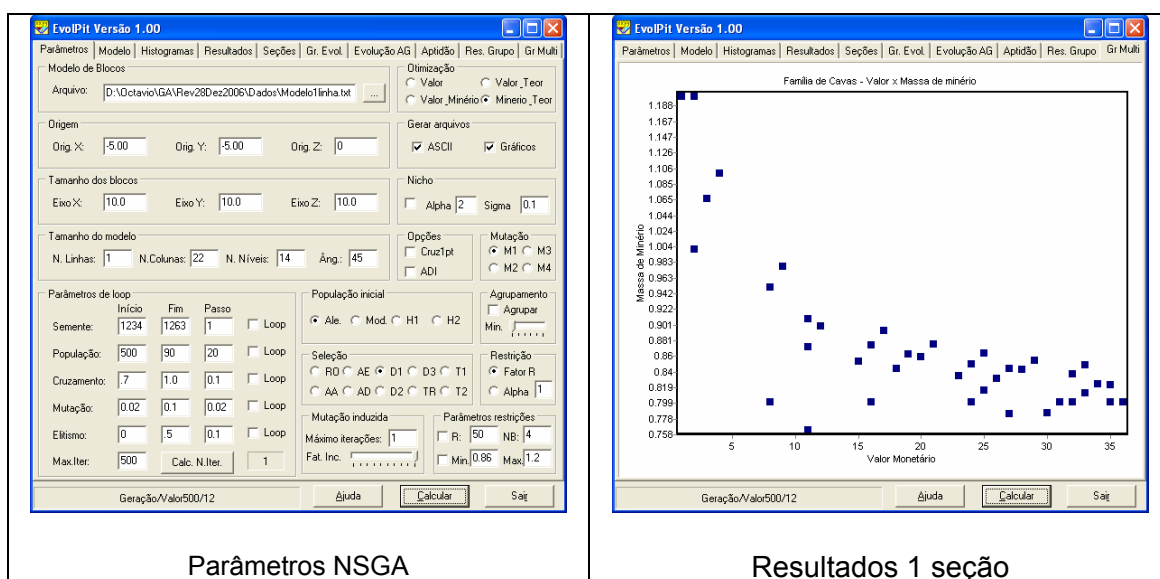 EvolPit Versão 1.00
Parâmetros Modelo Histogramas Resultados Seções Gr. Evol. Evolução AG Aptidão Res. Grupo Gr Multi
Modelo de Blocos
Arquivo: D:\Octavio\GA\Rev28Dez2006\Dados\Modelo1linha.txt ...
Otimização
Valor Valor_Teor
Valor_Minério Minerio_Teor
Origem
Orig. X: -5.00 Orig. Y: -5.00 Orig. Z: 0
Gerar arquivos
ASCII Gráficos
Tamanho dos blocos
Eixo X: 10.0 Eixo Y: 10.0 Eixo Z: 10.0
Nicho
Alpha 2 Sigma 0.1
Tamanho do modelo
N. Linhas: 1 N.Colunas: 22 N. Níveis: 14 Âng.: 45
Opções
Cruz1pt
ADI
Mutação
M1 M3
M2 M4
Parâmetros de loop
Início Fim Passo
Semente: 1234 1263 1 Loop
População: 500 90 20 Loop
Cruzamento: .7 1.0 0.1 Loop
Mutação: 0.02 0.1 0.02 Loop
Elitismo: 0 .5 0.1 Loop
Max.Iter: 500 Calc. N.Iter. 1
População inicial
Ale. Mod. H1 H2
Agrupamento
Agrupar
Min.
Seleção
RO AE D1 D3 T1
AA AD D2 TR T2
Restrição
Fator R
Alpha 1
Mutação induzida
Máximo iterações: 1
Fat. Inc.
Parâmetros restrições
R: 50 NB: 4
Min. 0.86 Max. 1.2
Geração/Valor500/12 Ajuda Calcular Sair
Parâmetros NSGA
EvolPit Versão 1.00
Parâmetros Modelo Histogramas Resultados Seções Gr. Evol. Evolução AG Aptidão Res. Grupo Gr Multi
Família de Cavas - Valor x Massa de minério
Massa de Minério
1.188
1.167
1.147
1.126
1.106
1.085
1.065
1.044
1.024
1.004
0.983
0.963
0.942
0.922
0.901
0.881
0.86
0.84
0.819
0.799
0.778
0.758
5 10 15 20 25 30 35
Valor Monetário
Geração/Valor500/12 Ajuda Calcular Sair
Resultados 1 seção